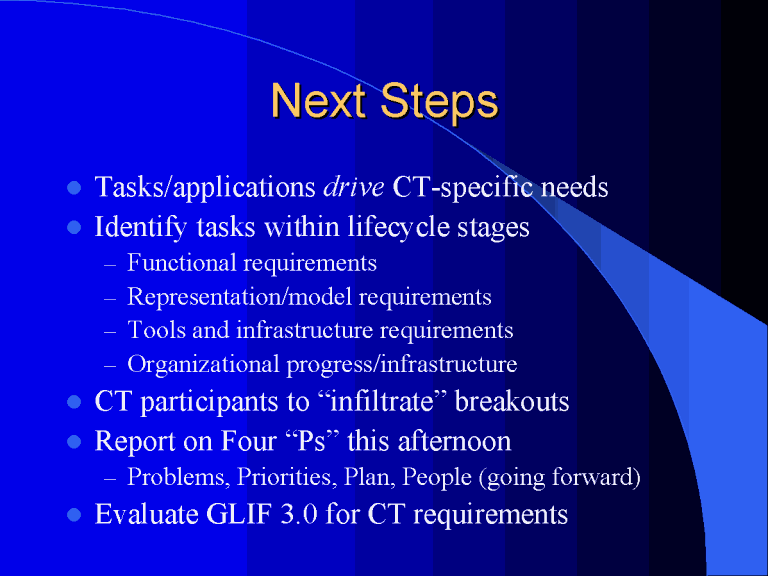 Next Steps
Tasks/applications drive CT-specific needs
Identify tasks within lifecycle stages
– Functional requirements
– Representation/model requirements
– Tools and infrastructure requirements
– Organizational progress/infrastructure
CT participants to “infiltrate” breakouts
Report on Four “Ps” this afternoon
– Problems, Priorities, Plan, People (going forward)
Evaluate GLIF 3.0 for CT requirements